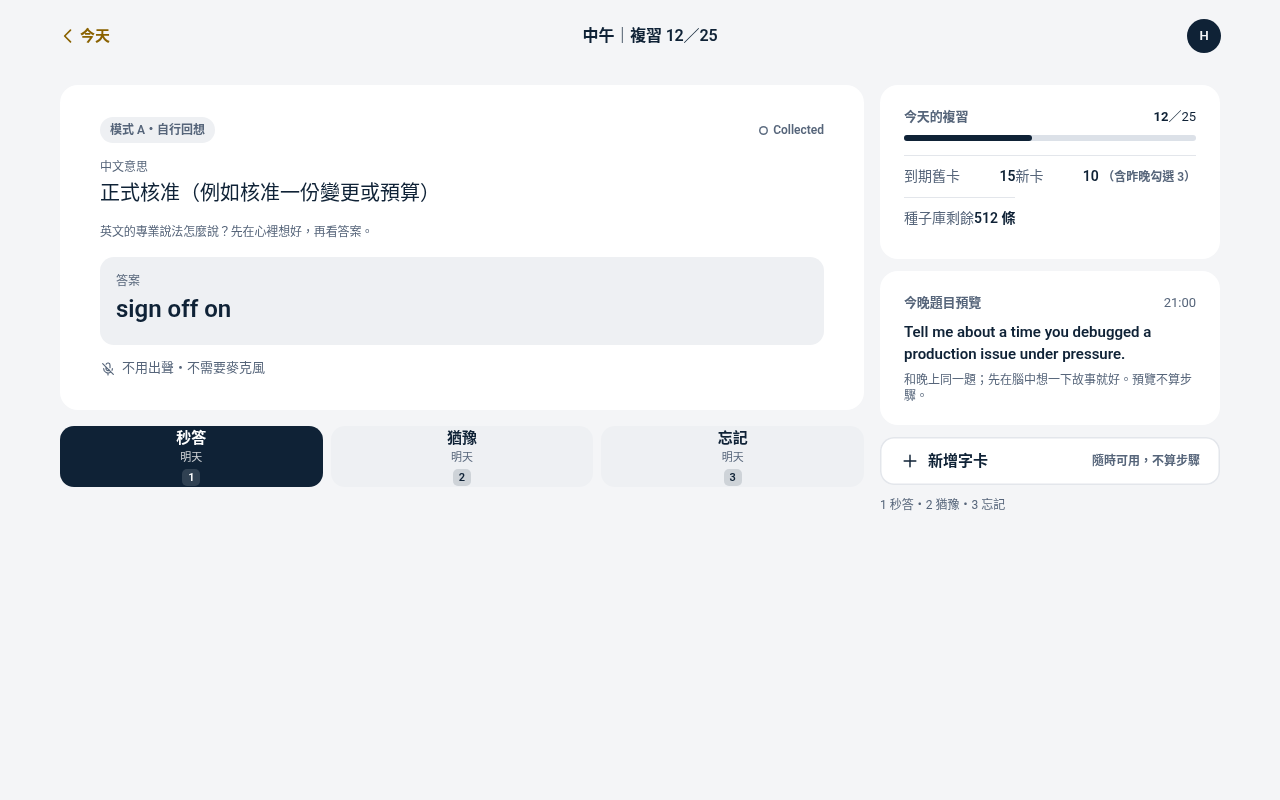 今天
中午｜複習 12／25
H
模式 A・自行回想
Collected
中文意思
正式核准（例如核准一份變更或預算）
英文的專業說法怎麼說？先在心裡想好，再看答案。
答案
sign off on
不用出聲・不需要麥克風
秒答
明天
1
猶豫
明天
2
忘記
明天
3
今天的複習
12／25
到期舊卡 15
新卡 10 （含昨晚勾選 3）
種子庫剩餘 512 條
今晚題目預覽
21:00
Tell me about a time you debugged a
production issue under pressure.
和晚上同一題；先在腦中想一下故事就好。預覽不算步
驟。
新增字卡
隨時可用，不算步驟
1 秒答・2 猶豫・3 忘記